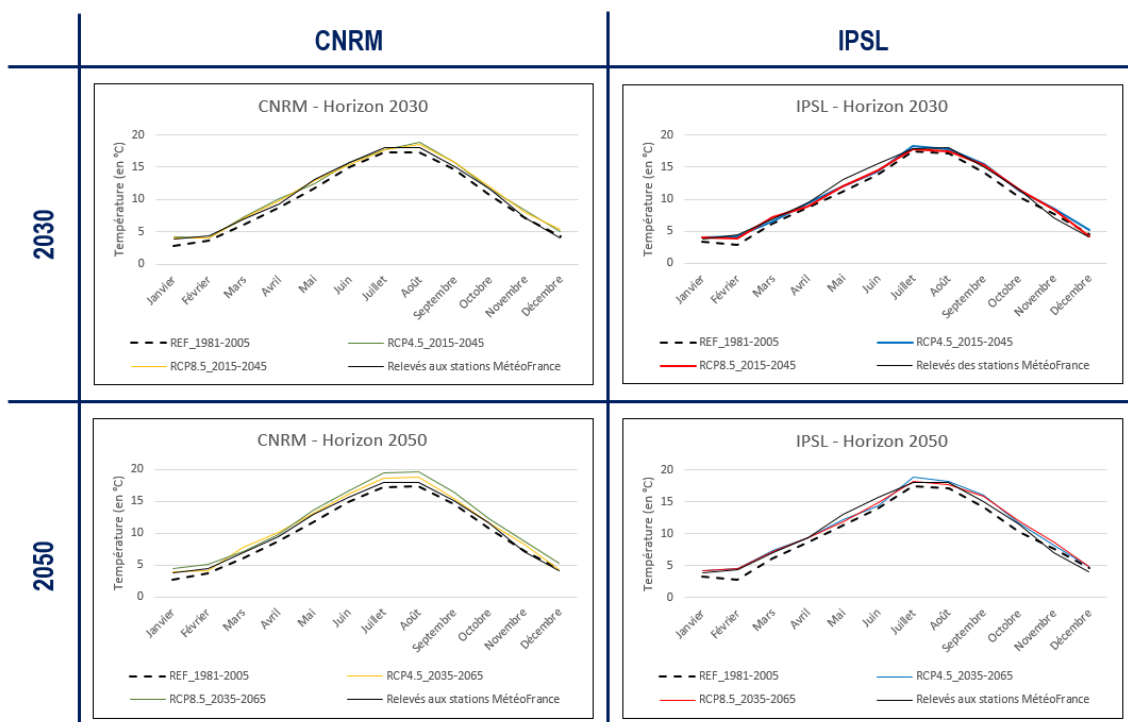 CNRM
IPSL
2030
CNRM - Horizon 2030
Température (en °C)
20
15
10
5
0
Janvier
Février
Mars
Avril
Mai
Juin
Juillet
Août
Septembre
Octobre
Novembre
Décembre
REF_1981-2005
RCP4.5_2015-2045
RCP8.5_2015-2045
Relevés aux stations MétéoFrance
IPSL - Horizon 2030
Température (en °C)
20
15
10
5
0
Janvier
Février
Mars
Avril
Mai
Juin
Juillet
Août
Septembre
Octobre
Novembre
Décembre
REF_1981-2005
RCP4.5_2015-2045
RCP8.5_2015-2045
Relevés des stations MétéoFrance
2050
CNRM - Horizon 2050
Température (en °C)
20
15
10
5
0
Janvier
Février
Mars
Avril
Mai
Juin
Juillet
Août
Septembre
Octobre
Novembre
Décembre
REF_1981-2005
RCP4.5_2035-2065
RCP8.5_2035-2065
Relevés aux stations MétéoFrance
IPSL - Horizon 2050
Température (en °C)
20
15
10
5
0
Janvier
Février
Mars
Avril
Mai
Juin
Juillet
Août
Septembre
Octobre
Novembre
Décembre
REF_1981-2005
RCP4.5_2035-2065
RCP8.5_2035-2065
Relevés aux stations MétéoFrance